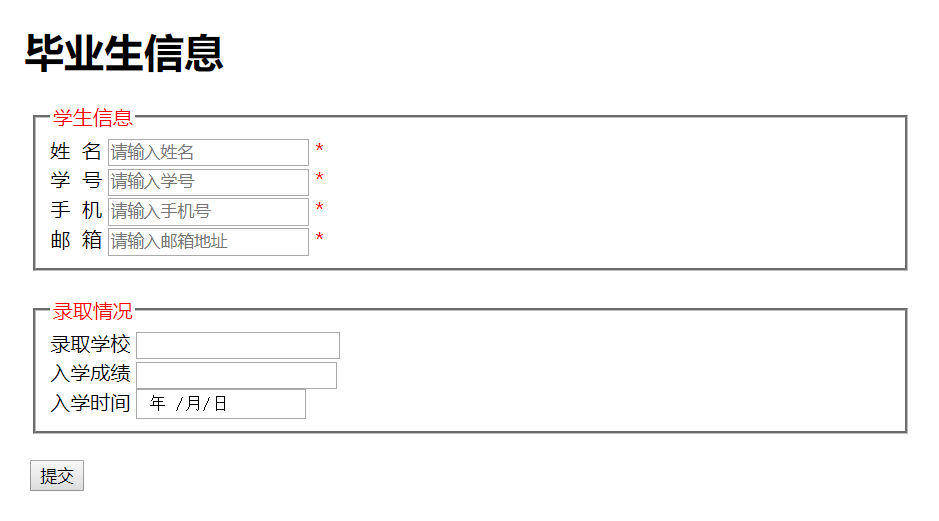 毕业生信息
学生信息
姓 名 请输入姓名 *
学 号 请输入学号 *
手 机 请输入手机号 *
邮 箱 请输入邮箱地址 *
录取情况
录取学校
入学成绩
入学时间 年 /月/日
提交